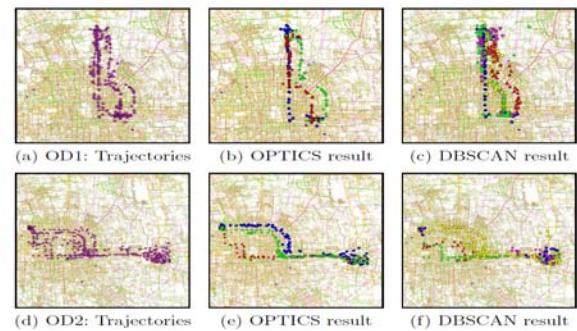 (a) OD1: Trajectories
(b) OPTICS result
(c) DBSCAN result
(d) OD2: Trajectories
(e) OPTICS result
(f) DBSCAN result